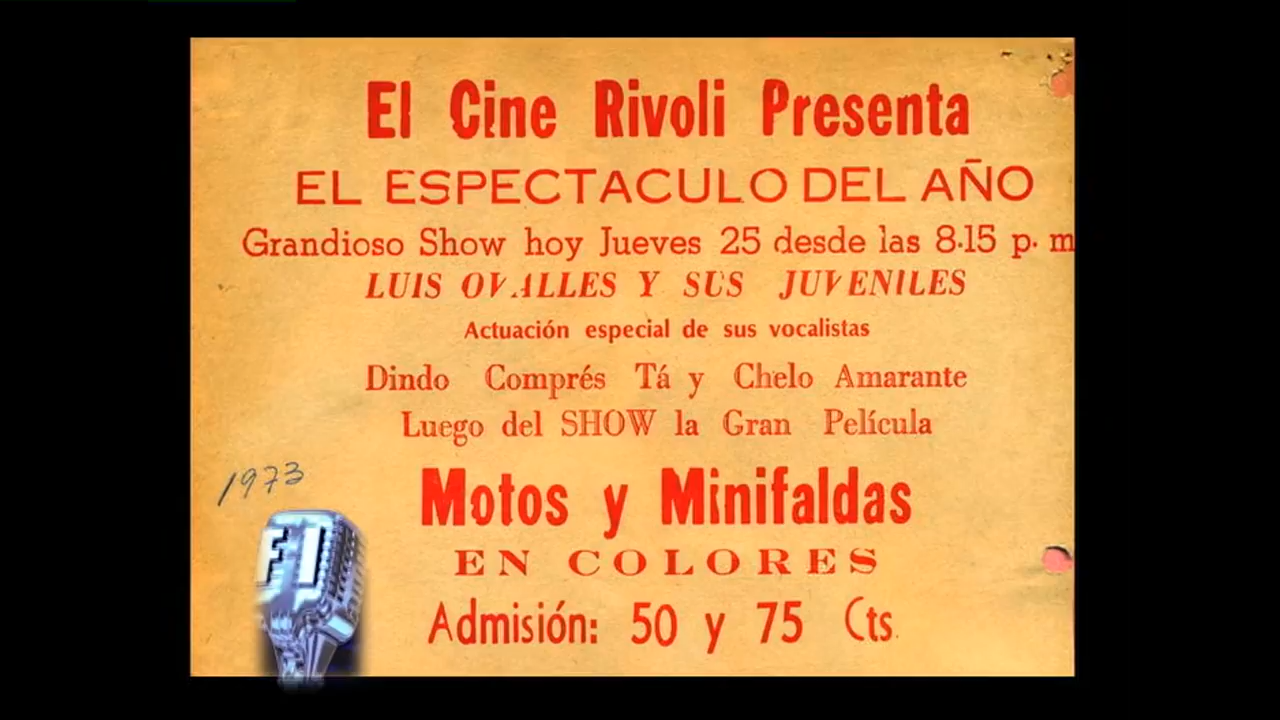 El Cine Rivoli Presenta
EL ESPECTACULO DEL AÑO
Grandioso Show hoy Jueves 25 desde las 8.15 p. m
LUIS OVALLES Y SUS JUVENILES
Actuación especial de sus vocalistas
Dindo Comprés Tá y Chelo Amarante
Luego del SHOW la Gran Película
1973
Motos y Minifaldas
EN COLORES
Admisión: 50 y 75 Cts.
FI